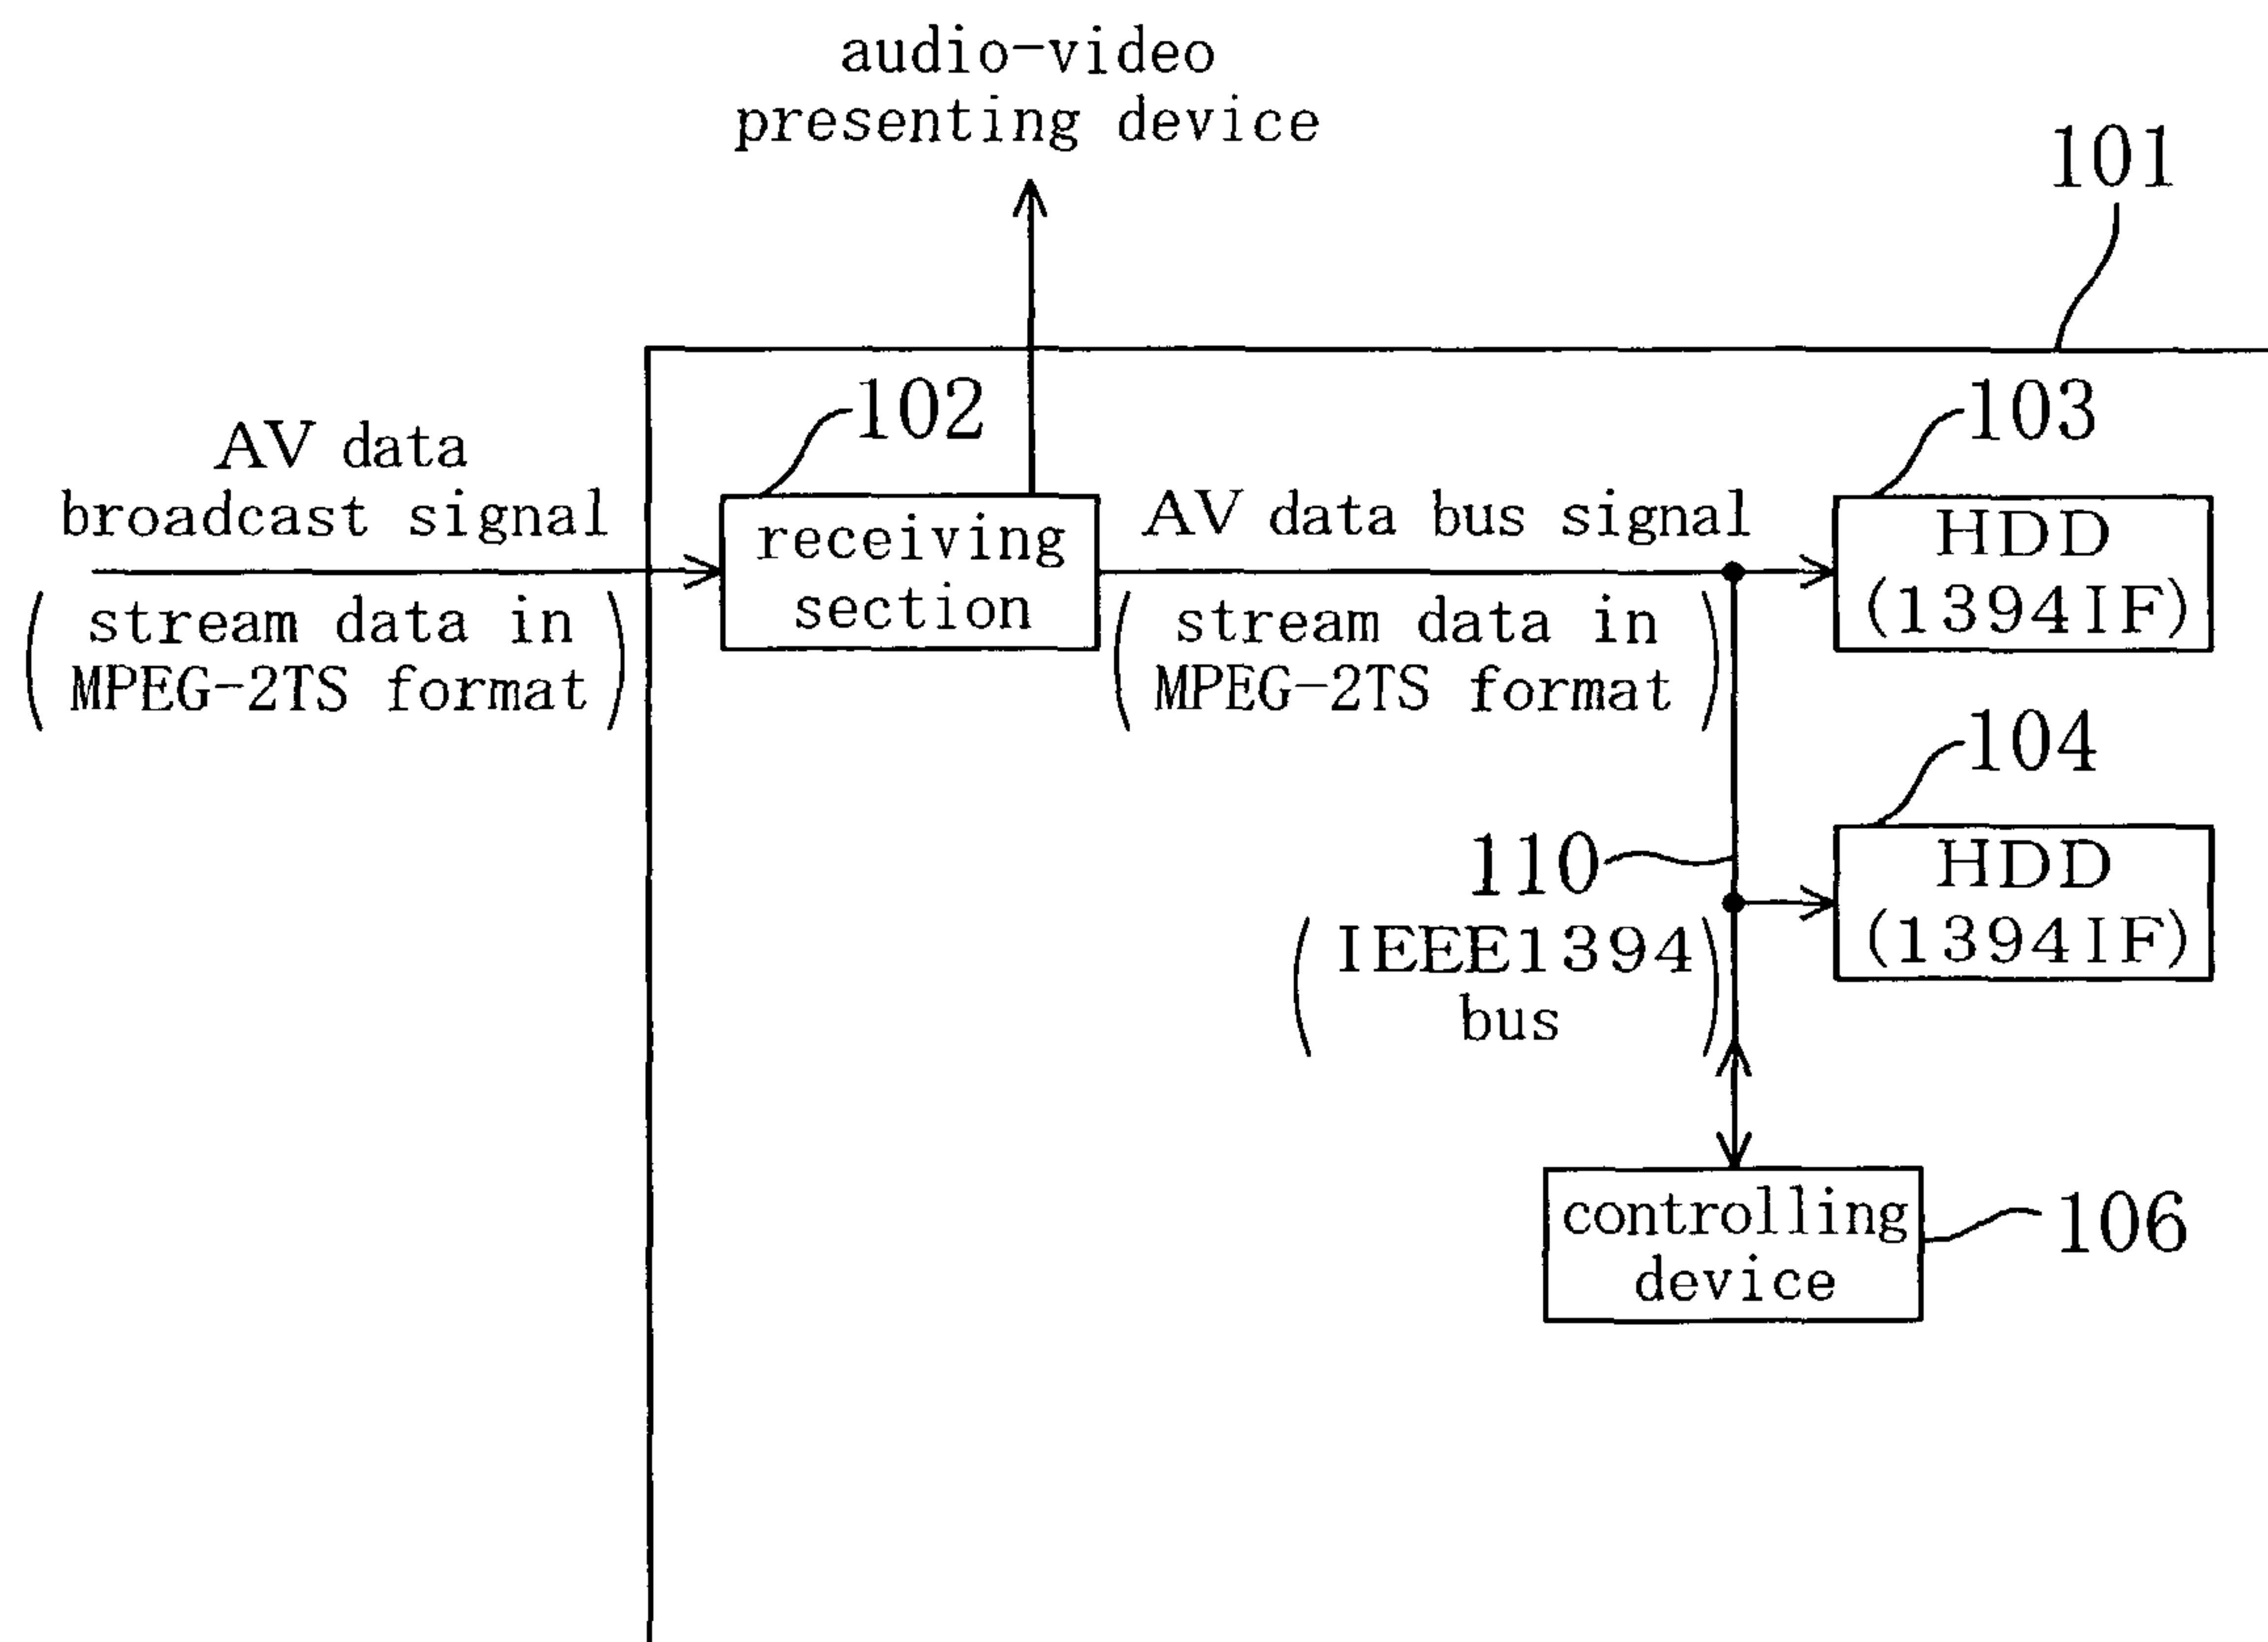 audio-video
presenting device
101
102
103
AV data
broadcast signal
(stream data in
MPEG-2TS format)
receiving
section
AV data bus signal
(stream data in
MPEG-2TS format)
HDD
(1394IF)
104
HDD
(1394IF)
110
(IEEE1394
bus)
controlling
device
106